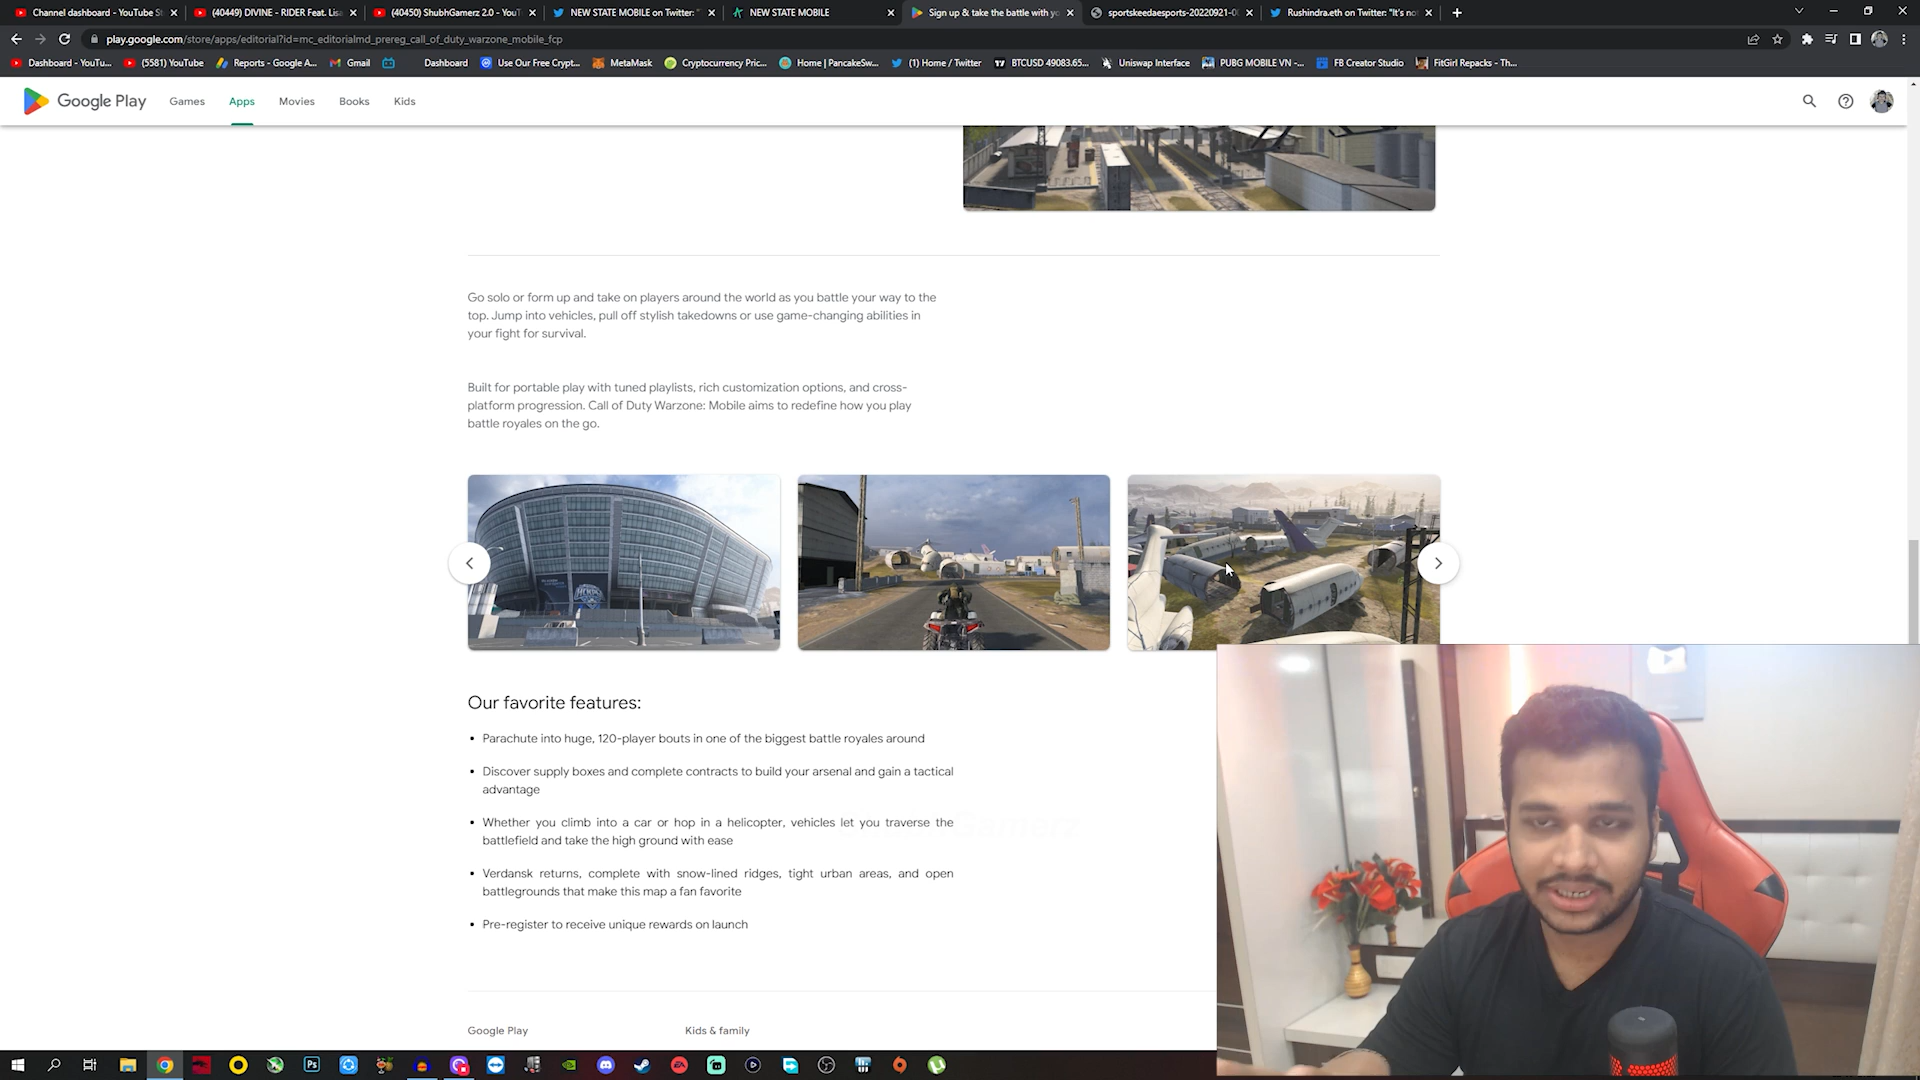 Channel dashboard - YouTube St
(40449) DIVINE - RIDER Feat. Lisa
(40450) ShubhGamerz 2.0 - YouT
NEW STATE MOBILE on Twitter: "
NEW STATE MOBILE
Sign up & take the battle with yo
sportskeedaesports-20220921-0
Rushindra.eth on Twitter: "It's no
play.google.com/store/apps/editorial?id=mc_editorialmd_prereg_call_of_duty_warzone_mobile_fcp
Dashboard - YouTu...
(5581) YouTube
Reports - Google A...
Gmail
Dashboard
Use Our Free Crypt...
MetaMask
Cryptocurrency Pric...
Home | PancakeSw...
(1) Home / Twitter
BTCUSD 49083.65...
Uniswap Interface
PUBG MOBILE VN -...
FB Creator Studio
FitGirl Repacks - Th...
Google Play
Games
Apps
Movies
Books
Kids
Go solo or form up and take on players around the world as you battle your way to the
top. Jump into vehicles, pull off stylish takedowns or use game-changing abilities in
your fight for survival.
Built for portable play with tuned playlists, rich customization options, and cross-
platform progression. Call of Duty Warzone: Mobile aims to redefine how you play
battle royales on the go.
Our favorite features:
▪ Parachute into huge, 120-player bouts in one of the biggest battle royales around
▪ Discover supply boxes and complete contracts to build your arsenal and gain a tactical
advantage
▪ Whether you climb into a car or hop in a helicopter, vehicles let you traverse the
battlefield and take the high ground with ease
▪ Verdansk returns, complete with snow-lined ridges, tight urban areas, and open
battlegrounds that make this map a fan favorite
▪ Pre-register to receive unique rewards on launch
Google Play
Kids & family